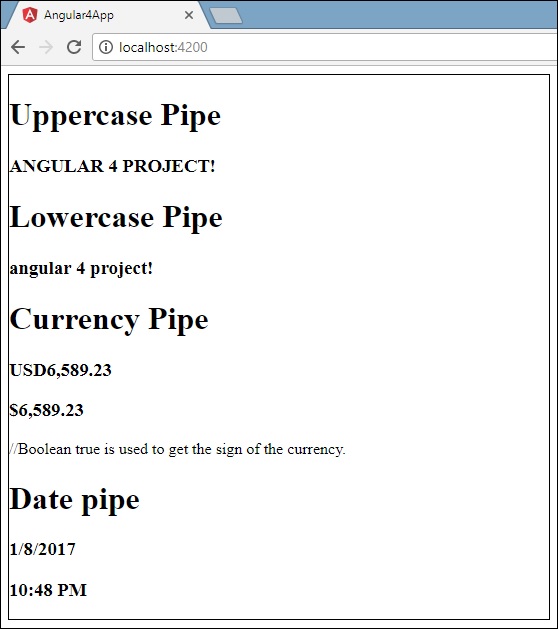 Angular4App
localhost:4200
Uppercase Pipe
ANGULAR 4 PROJECT!
Lowercase Pipe
angular 4 project!
Currency Pipe
USD6,589.23
$6,589.23
//Boolean true is used to get the sign of the currency.
Date pipe
1/8/2017
10:48 PM